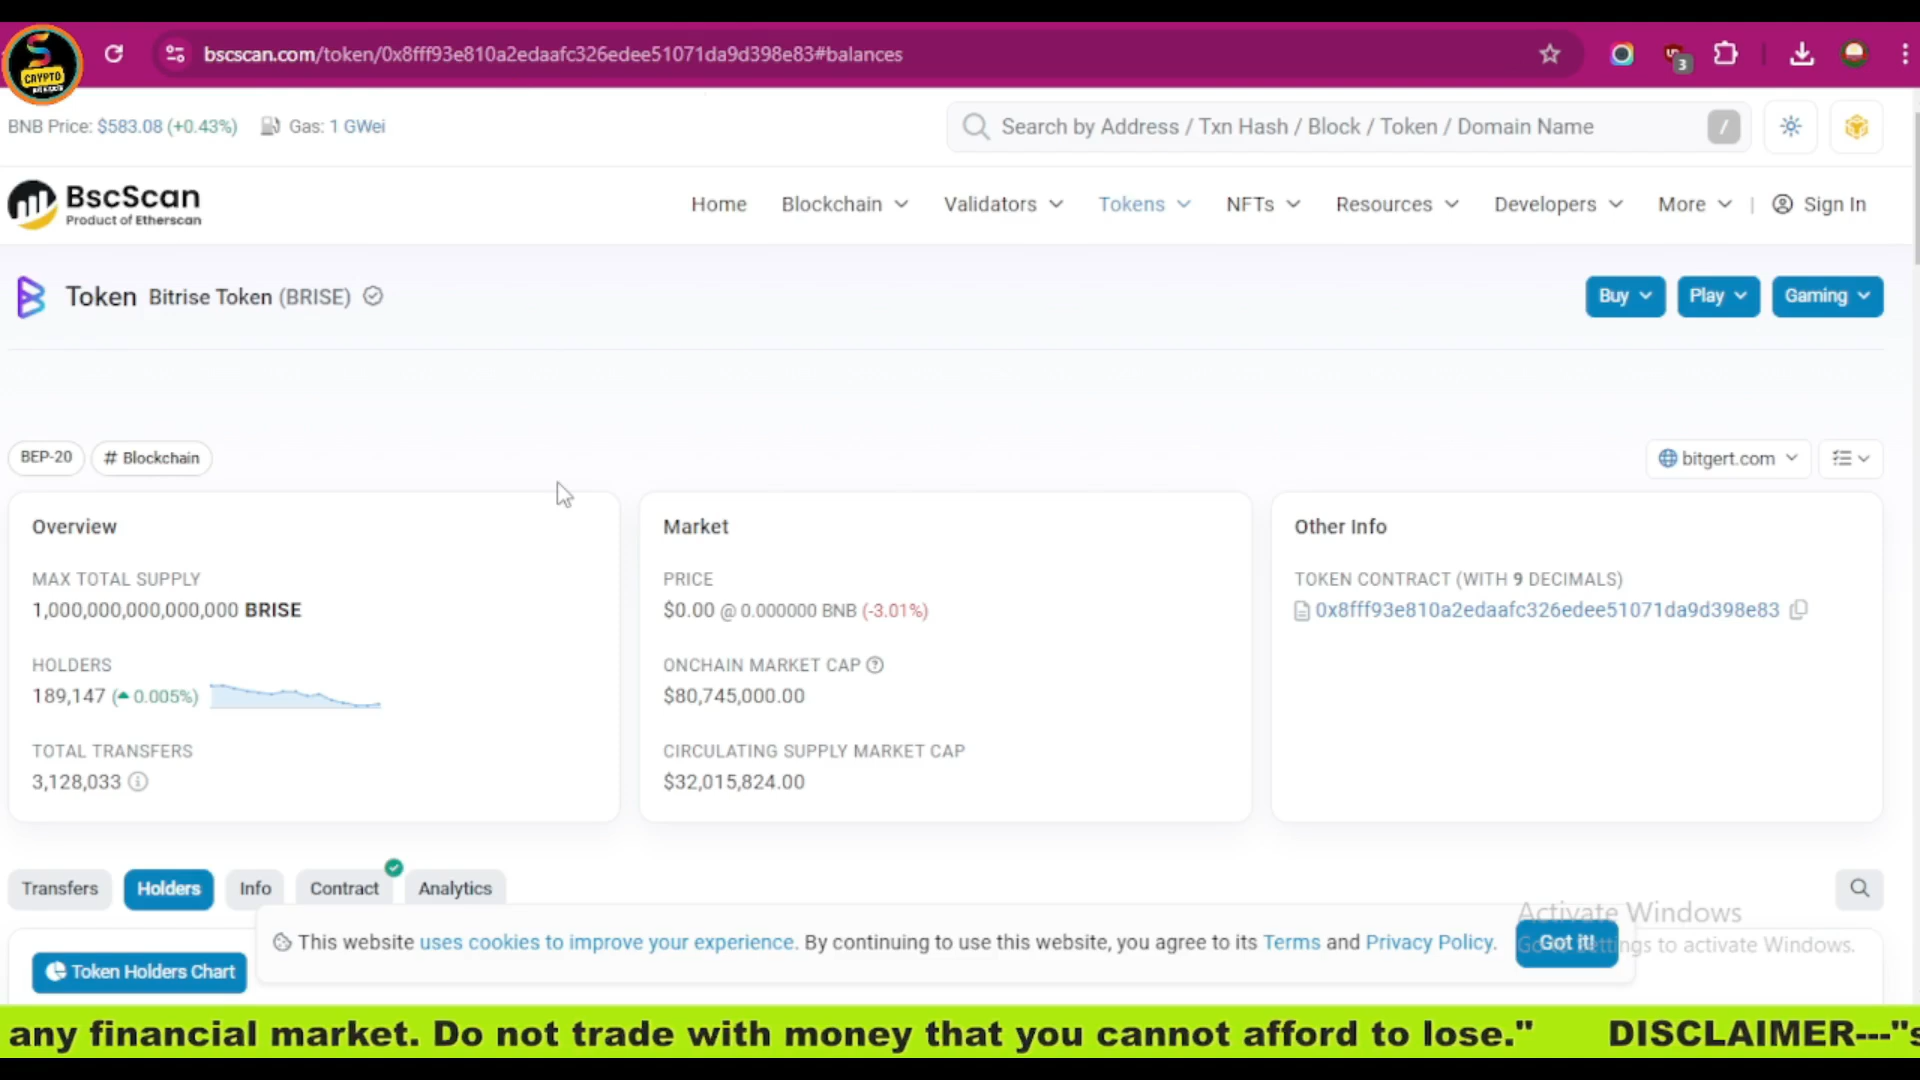 bscscan.com/token/0x8fff93e810a2edaafc326edee51071da9d398e83#balances
3
CRYPTO
BNB Price: $583.08 (+0.43%)
Gas: 1 GWei
Search by Address / Txn Hash / Block / Token / Domain Name
/
BscScan
Product of Etherscan
Home
Blockchain
Validators
Tokens
NFTs
Resources
Developers
More
|
Sign In
Token Bitrise Token (BRISE)
Buy
Play
Gaming
BEP-20
# Blockchain
bitgert.com
Overview
MAX TOTAL SUPPLY
1,000,000,000,000,000 BRISE
HOLDERS
189,147 (0.005%)
TOTAL TRANSFERS
3,128,033
Market
PRICE
$0.00 @ 0.000000 BNB (-3.01%)
ONCHAIN MARKET CAP
$80,745,000.00
CIRCULATING SUPPLY MARKET CAP
$32,015,824.00
Other Info
TOKEN CONTRACT (WITH 9 DECIMALS)
0x8fff93e810a2edaafc326edee51071da9d398e83
Transfers
Holders
Info
Contract
Analytics
Activate Windows
This website uses cookies to improve your experience. By continuing to use this website, you agree to its Terms and Privacy Policy.
Got it!
to activate Windows.
Token Holders Chart
any financial market. Do not trade with money that you cannot afford to lose." DISCLAIMER---"s